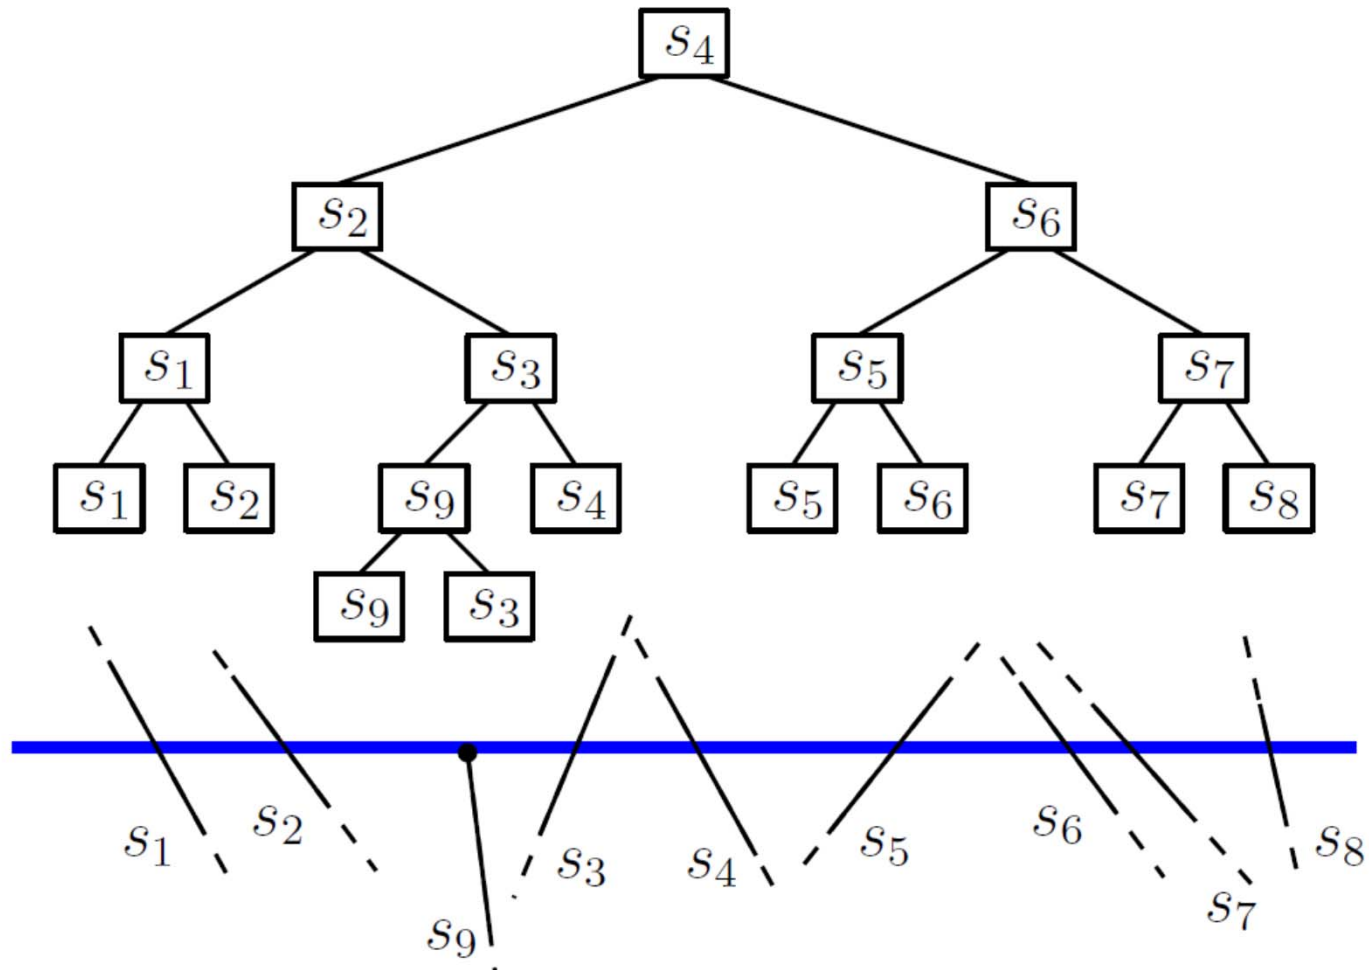 s₄
s₂ s₆
s₁ s₃ s₅ s₇
s₁ s₂ s₉ s₄ s₅ s₆ s₇ s₈
s₉ s₃
s₁ s₂ s₃ s₄ s₅ s₆ s₈
s₉ s₇